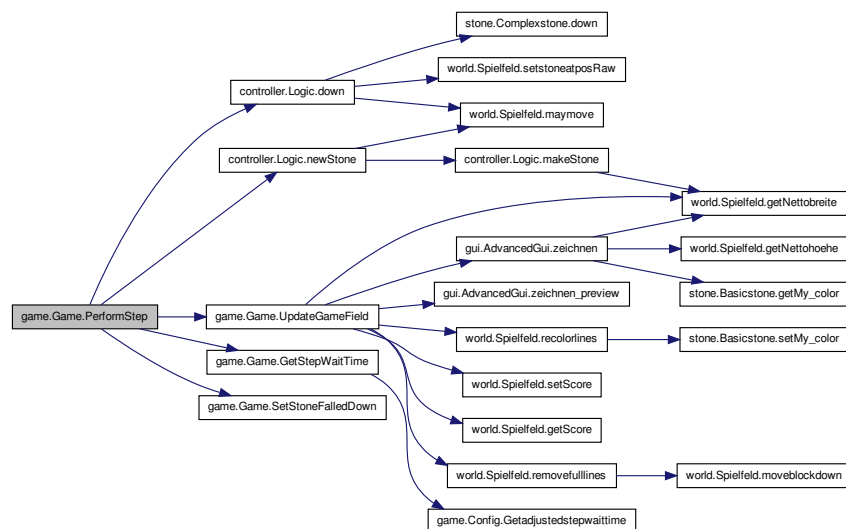 stone.Complexstone.down
world.Spielfeld.setstoneatposRaw
controller.Logic.down
world.Spielfeld.maymove
controller.Logic.newStone
controller.Logic.makeStone
world.Spielfeld.getNettobreite
gui.AdvancedGui.zeichnen
world.Spielfeld.getNettohoehe
gui.AdvancedGui.zeichnen_preview
stone.Basicstone.getMy_color
game.Game.PerformStep
game.Game.UpdateGameField
world.Spielfeld.recolorlines
stone.Basicstone.setMy_color
game.Game.GetStepWaitTime
world.Spielfeld.setScore
game.Game.SetStoneFalledDown
world.Spielfeld.getScore
world.Spielfeld.removefulllines
world.Spielfeld.moveblockdown
game.Config.Getadjustedstepwaittime